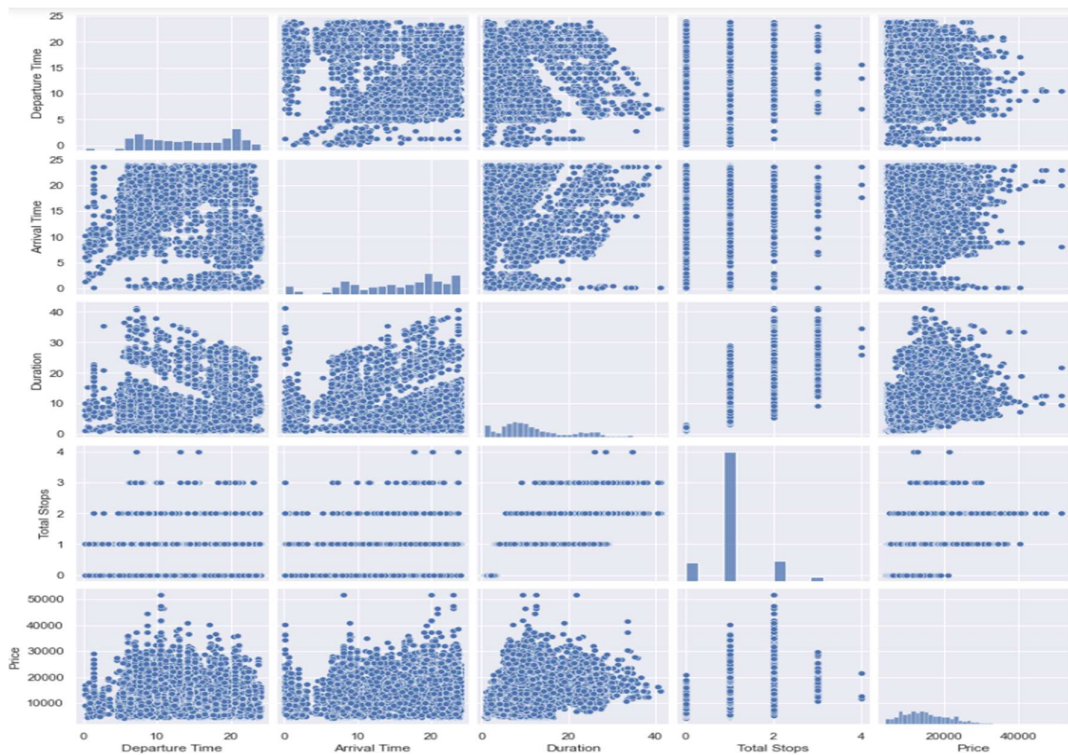 25
20
15
10
5
0
Departure Time
25
20
15
10
5
0
Arrival Time
40
30
20
10
0
Duration
4
3
2
1
0
Total Stops
50000
40000
30000
20000
10000
Price
0 10 20
0 10 20
0 20 40
0 1 2 3 4
20000 40000
Departure Time
Arrival Time
Duration
Total Stops
Price